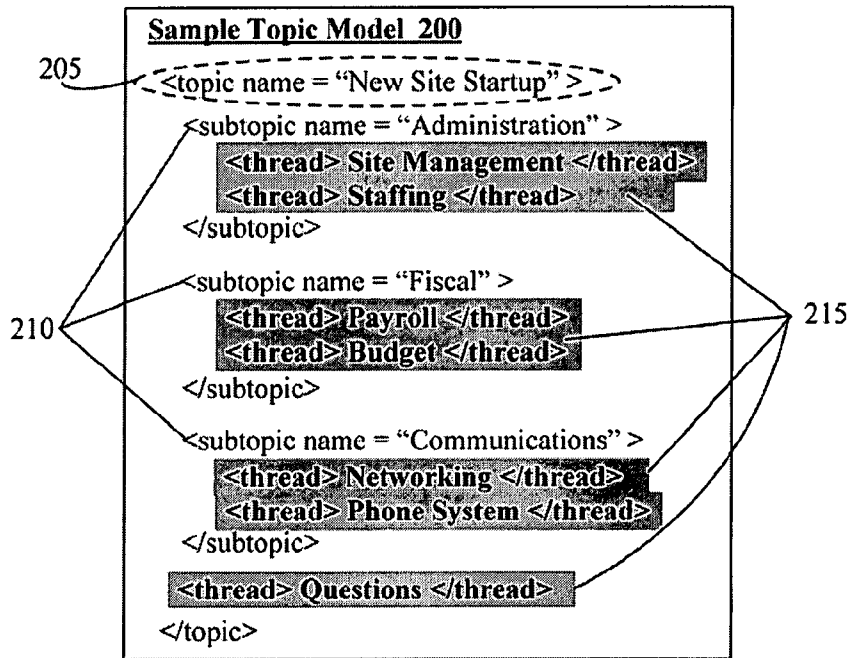 Sample Topic Model 200
205
<topic name = “New Site Startup” >
<subtopic name = “Administration” >
<thread> Site Management </thread>
<thread> Staffing </thread>
</subtopic>
<subtopic name = “Fiscal” >
210
<thread> Payroll </thread>
215
<thread> Budget </thread>
</subtopic>
<subtopic name = “Communications” >
<thread> Networking </thread>
<thread> Phone System </thread>
</subtopic>
<thread> Questions </thread>
</topic>